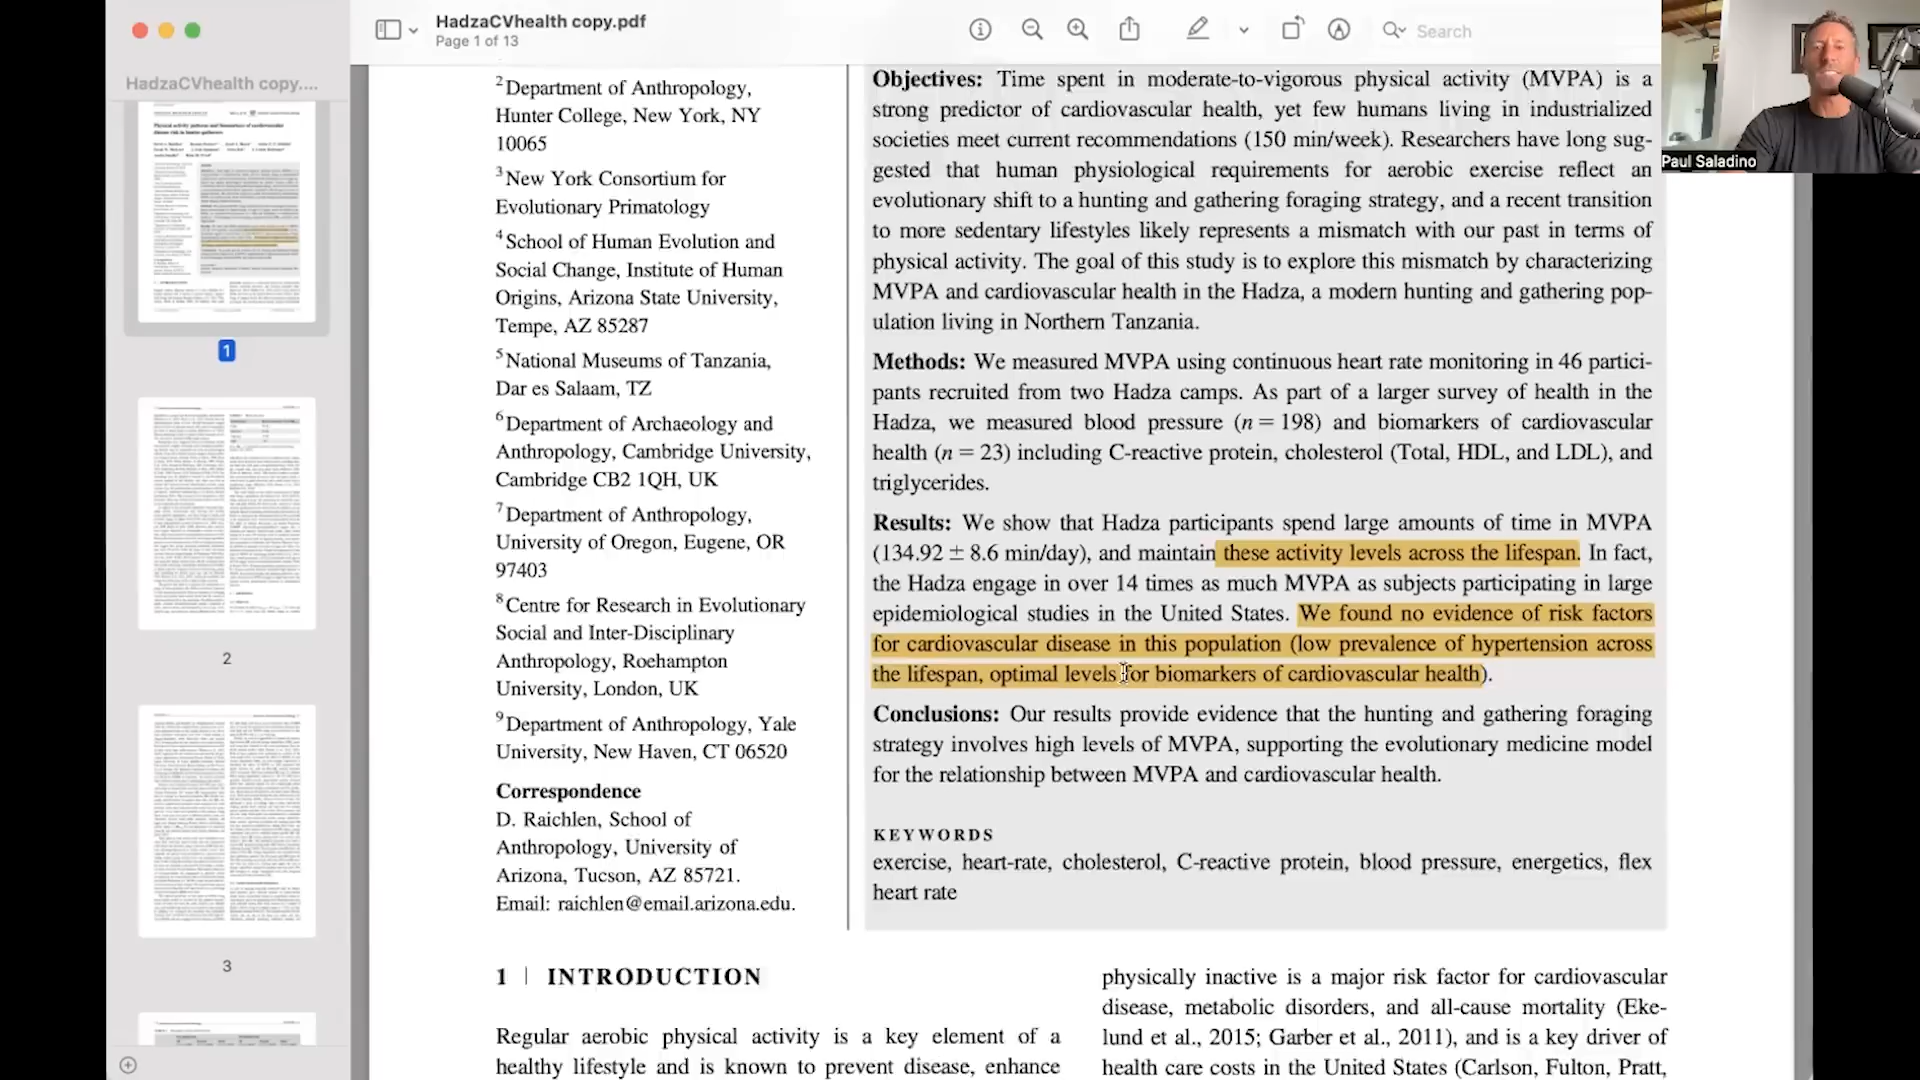 HadzaCVhealth copy.pdf
Page 1 of 13
Search
HadzaCVhealth copy....
1
2
3
Paul Saladino
2 Department of Anthropology,
Hunter College, New York, NY
10065
3 New York Consortium for
Evolutionary Primatology
4 School of Human Evolution and
Social Change, Institute of Human
Origins, Arizona State University,
Tempe, AZ 85287
5 National Museums of Tanzania,
Dar es Salaam, TZ
6 Department of Archaeology and
Anthropology, Cambridge University,
Cambridge CB2 1QH, UK
7 Department of Anthropology,
University of Oregon, Eugene, OR
97403
8 Centre for Research in Evolutionary
Social and Inter-Disciplinary
Anthropology, Roehampton
University, London, UK
9 Department of Anthropology, Yale
University, New Haven, CT 06520
Correspondence
D. Raichlen, School of
Anthropology, University of
Arizona, Tucson, AZ 85721.
Email: raichlen@email.arizona.edu.
Objectives: Time spent in moderate-to-vigorous physical activity (MVPA) is a
strong predictor of cardiovascular health, yet few humans living in industrialized
societies meet current recommendations (150 min/week). Researchers have long sug-
gested that human physiological requirements for aerobic exercise reflect an
evolutionary shift to a hunting and gathering foraging strategy, and a recent transition
to more sedentary lifestyles likely represents a mismatch with our past in terms of
physical activity. The goal of this study is to explore this mismatch by characterizing
MVPA and cardiovascular health in the Hadza, a modern hunting and gathering pop-
ulation living in Northern Tanzania.
Methods: We measured MVPA using continuous heart rate monitoring in 46 partici-
pants recruited from two Hadza camps. As part of a larger survey of health in the
Hadza, we measured blood pressure (n = 198) and biomarkers of cardiovascular
health (n = 23) including C-reactive protein, cholesterol (Total, HDL, and LDL), and
triglycerides.
Results: We show that Hadza participants spend large amounts of time in MVPA
(134.92 ± 8.6 min/day), and maintain these activity levels across the lifespan. In fact,
the Hadza engage in over 14 times as much MVPA as subjects participating in large
epidemiological studies in the United States. We found no evidence of risk factors
for cardiovascular disease in this population (low prevalence of hypertension across
the lifespan, optimal levels for biomarkers of cardiovascular health).
Conclusions: Our results provide evidence that the hunting and gathering foraging
strategy involves high levels of MVPA, supporting the evolutionary medicine model
for the relationship between MVPA and cardiovascular health.
KEYWORDS
exercise, heart-rate, cholesterol, C-reactive protein, blood pressure, energetics, flex
heart rate
1 | INTRODUCTION
Regular aerobic physical activity is a key element of a
healthy lifestyle and is known to prevent disease, enhance
physically inactive is a major risk factor for cardiovascular
disease, metabolic disorders, and all-cause mortality (Eke-
lund et al., 2015; Garber et al., 2011), and is a key driver of
health care costs in the United States (Carlson, Fulton, Pratt,